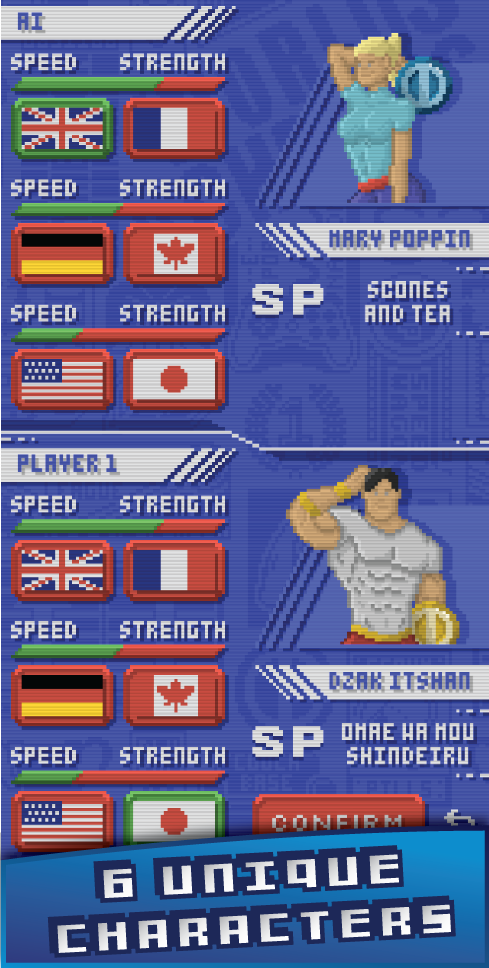 AI
SPEED STRENGTH
SPEED STRENGTH
SPEED STRENGTH
MARY POPPIN
SP
SCONES
AND TEA
PLAYER 1
SPEED STRENGTH
SPEED STRENGTH
SPEED STRENGTH
DZAK ITSHAN
SP
OMAE WA MOU
SHINDEIRU
CONFIRM
6 UNIQUE
CHARACTERS